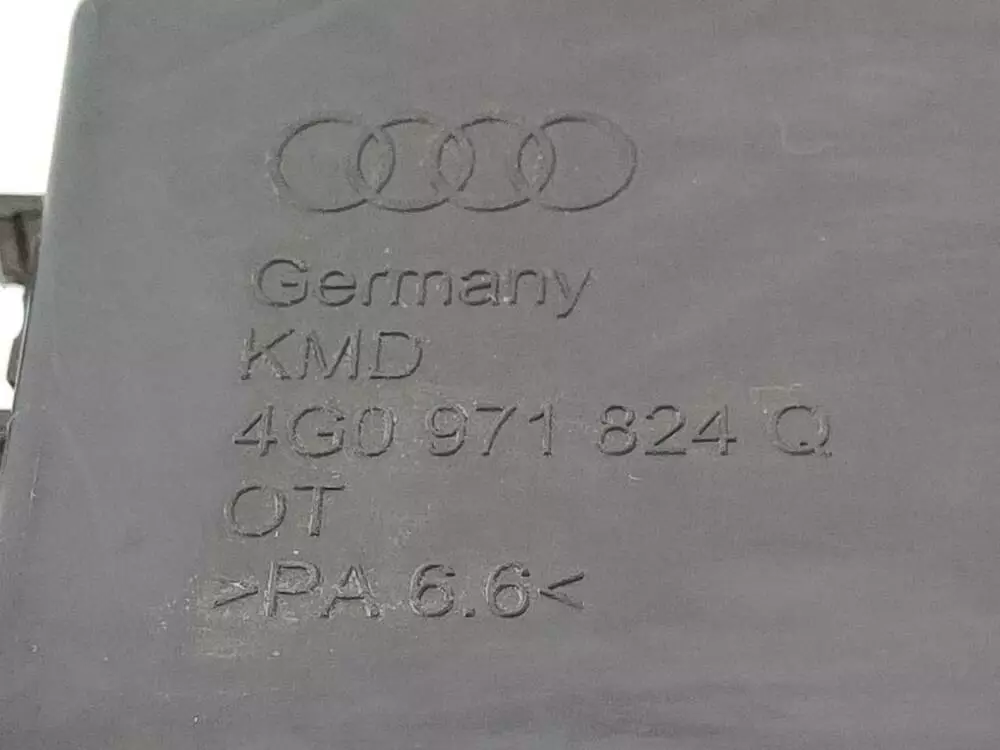 Germany
KMD
4G0 971 824 Q
OT
>PA 6.6<